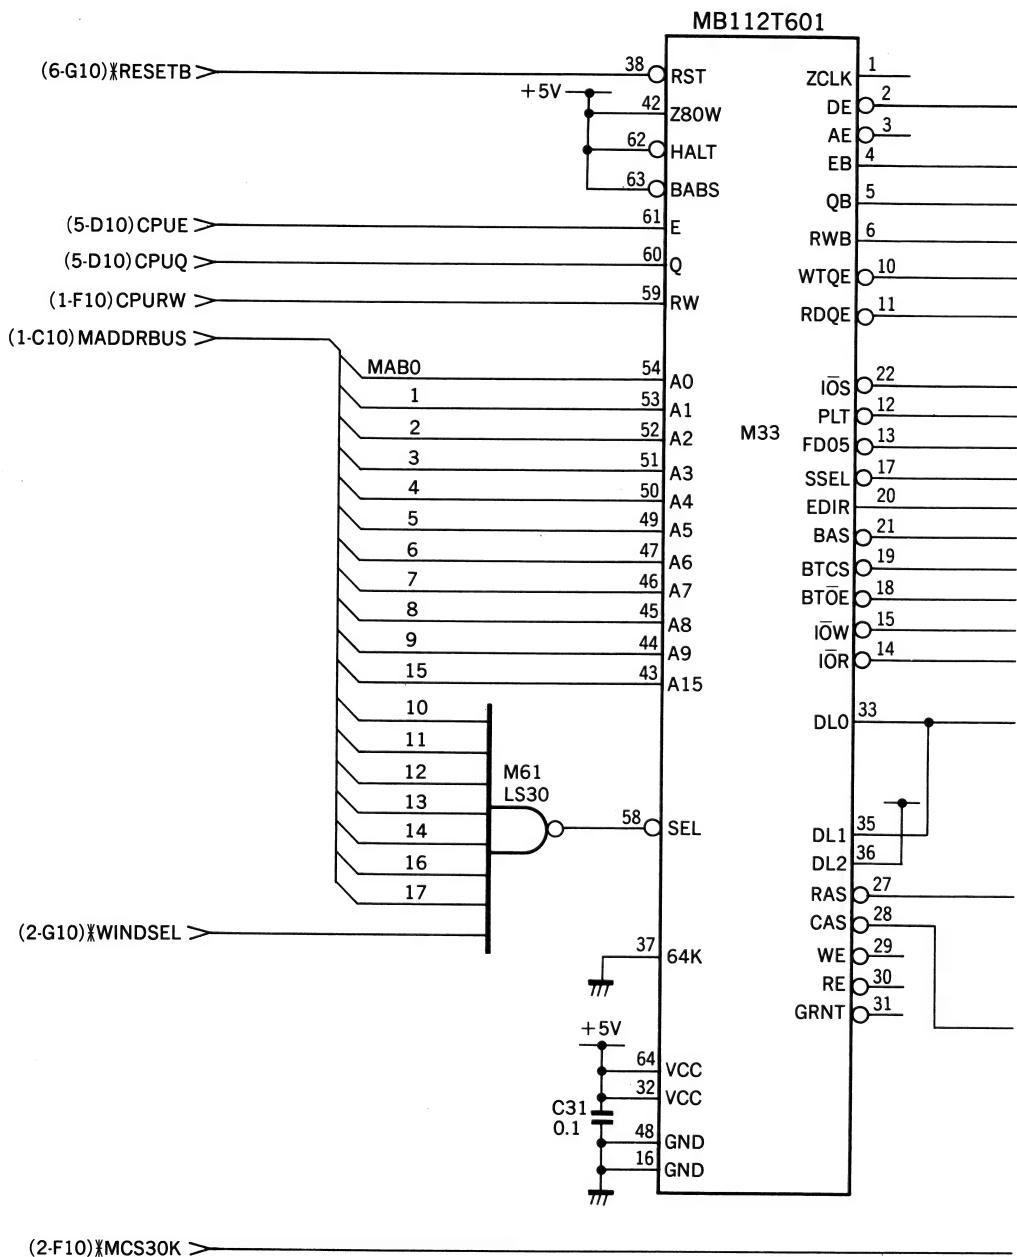 MB112T601
(6-G10)※RESETB
38
RST
+5V
42
Z80W
62
HALT
63
BABS
(5-D10)CPUE
61
E
(5-D10)CPUQ
60
Q
(1-F10)CPURW
59
RW
(1-C10)MADDRBUS
MAB0
54
A0
1
53
A1
2
52
A2
3
51
A3
4
50
A4
5
49
A5
6
47
A6
7
46
A7
8
45
A8
9
44
A9
15
43
A15
10
11
12
13
14
16
17
M61
LS30
58
SEL
(2-G10)※WINDSEL
37
64K
+5V
64
VCC
32
VCC
C31
0.1
48
GND
16
GND
M33
ZCLK
1
DE
2
AE
3
EB
4
QB
5
RWB
6
WTQE
10
RDQE
11
IO̅S
22
PLT
12
FD05
13
SSEL
17
EDIR
20
BAS
21
BTCS
19
BTO̅E
18
IO̅W
15
IO̅R
14
DL0
33
DL1
35
DL2
36
RAS
27
CAS
28
WE
29
RE
30
GRNT
31
(2-F10)※MCS30K